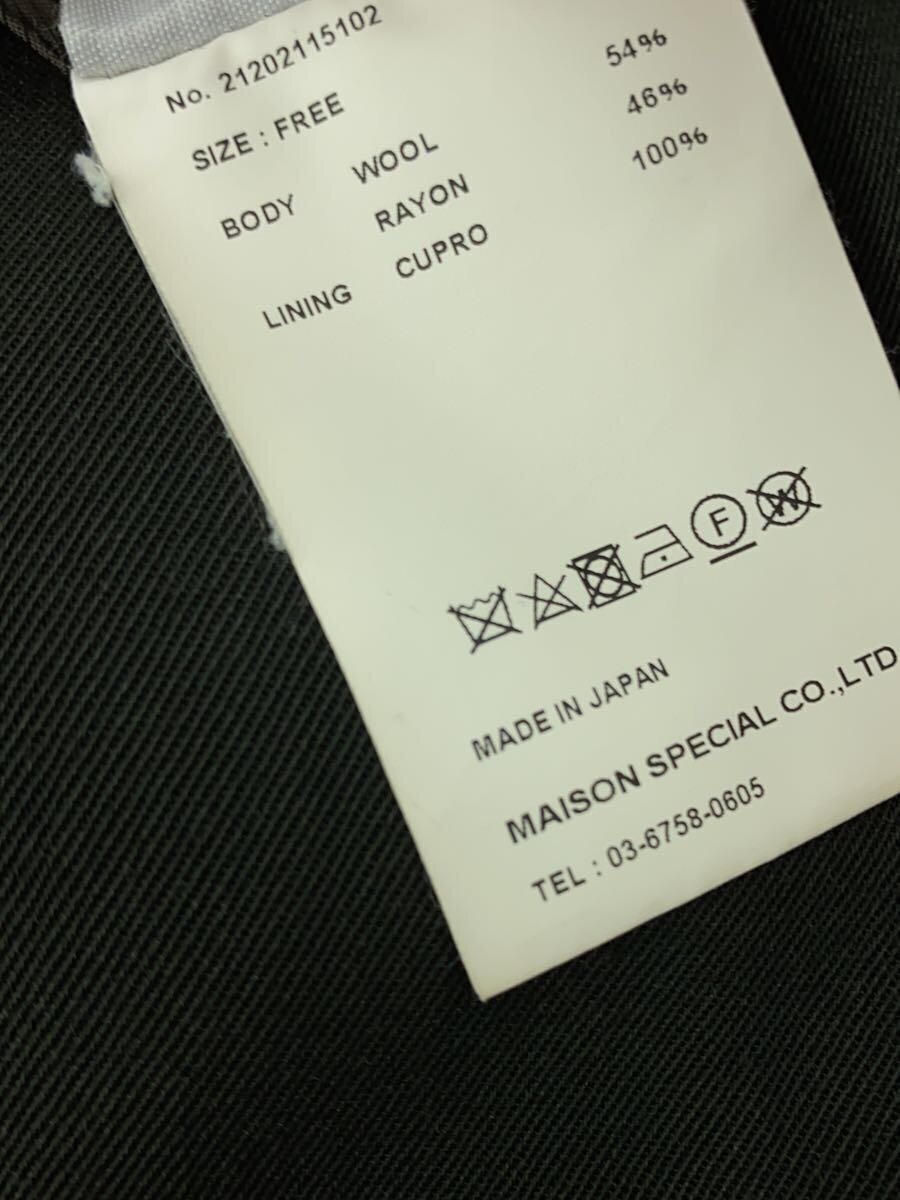 No. 21202115102
SIZE : FREE
BODY WOOL 54%
RAYON 46%
LINING CUPRO 100%
F W
MADE IN JAPAN
MAISON SPECIAL CO.,LTD
TEL : 03-6758-0605